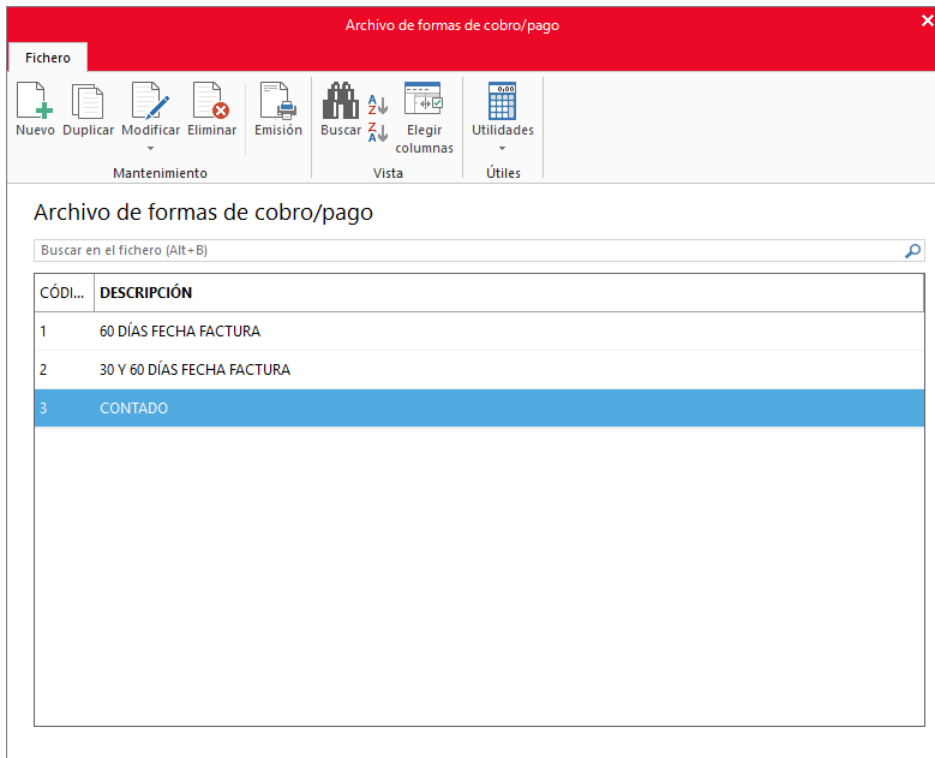 Archivo de formas de cobro/pago
Fichero
Nuevo Duplicar Modificar Eliminar Emisión Buscar A Z Z A Elegir columnas 0,00 Utilidades
Mantenimiento Vista Útiles
Archivo de formas de cobro/pago
Buscar en el fichero (Alt+B)
CÓDI... DESCRIPCIÓN
1 60 DÍAS FECHA FACTURA
2 30 Y 60 DÍAS FECHA FACTURA
3 CONTADO